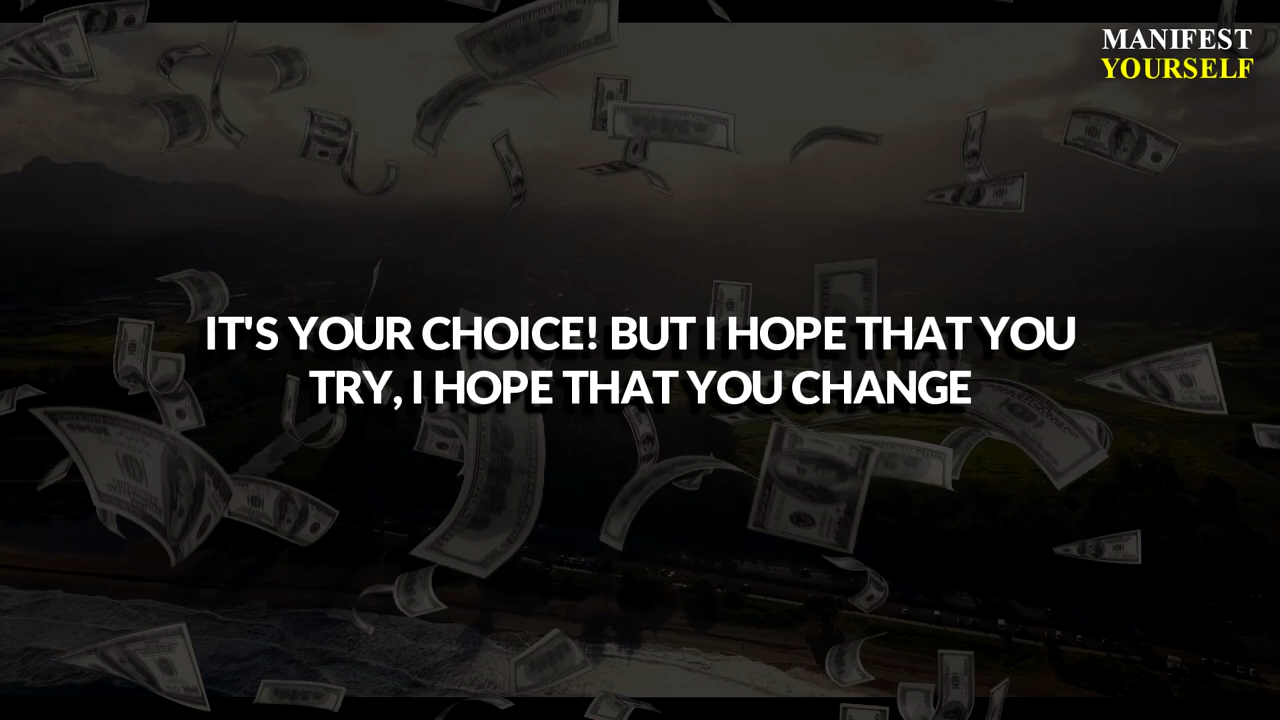 MANIFEST
YOURSELF
IT'S YOUR CHOICE! BUT I HOPE THAT YOU
TRY, I HOPE THAT YOU CHANGE